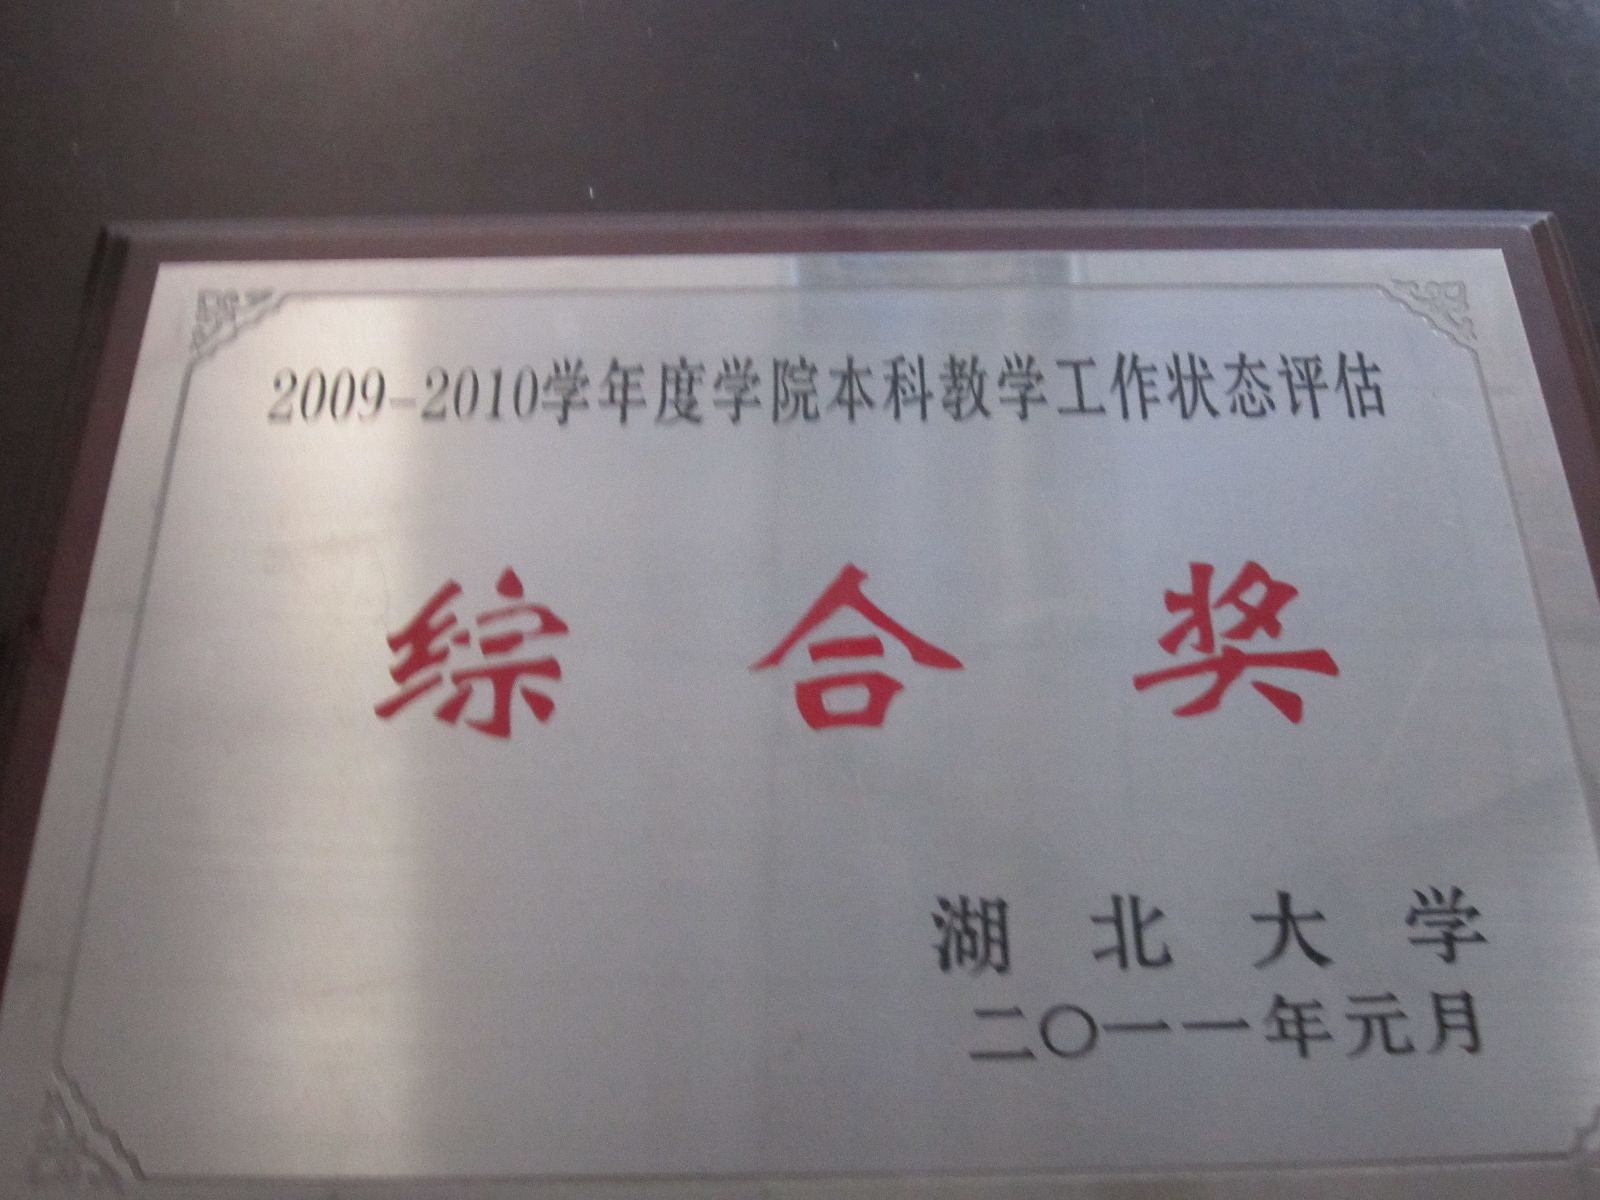 2009-2010学年度学院本科教学工作状态评估
综合奖
湖北大学
二〇一一年元月